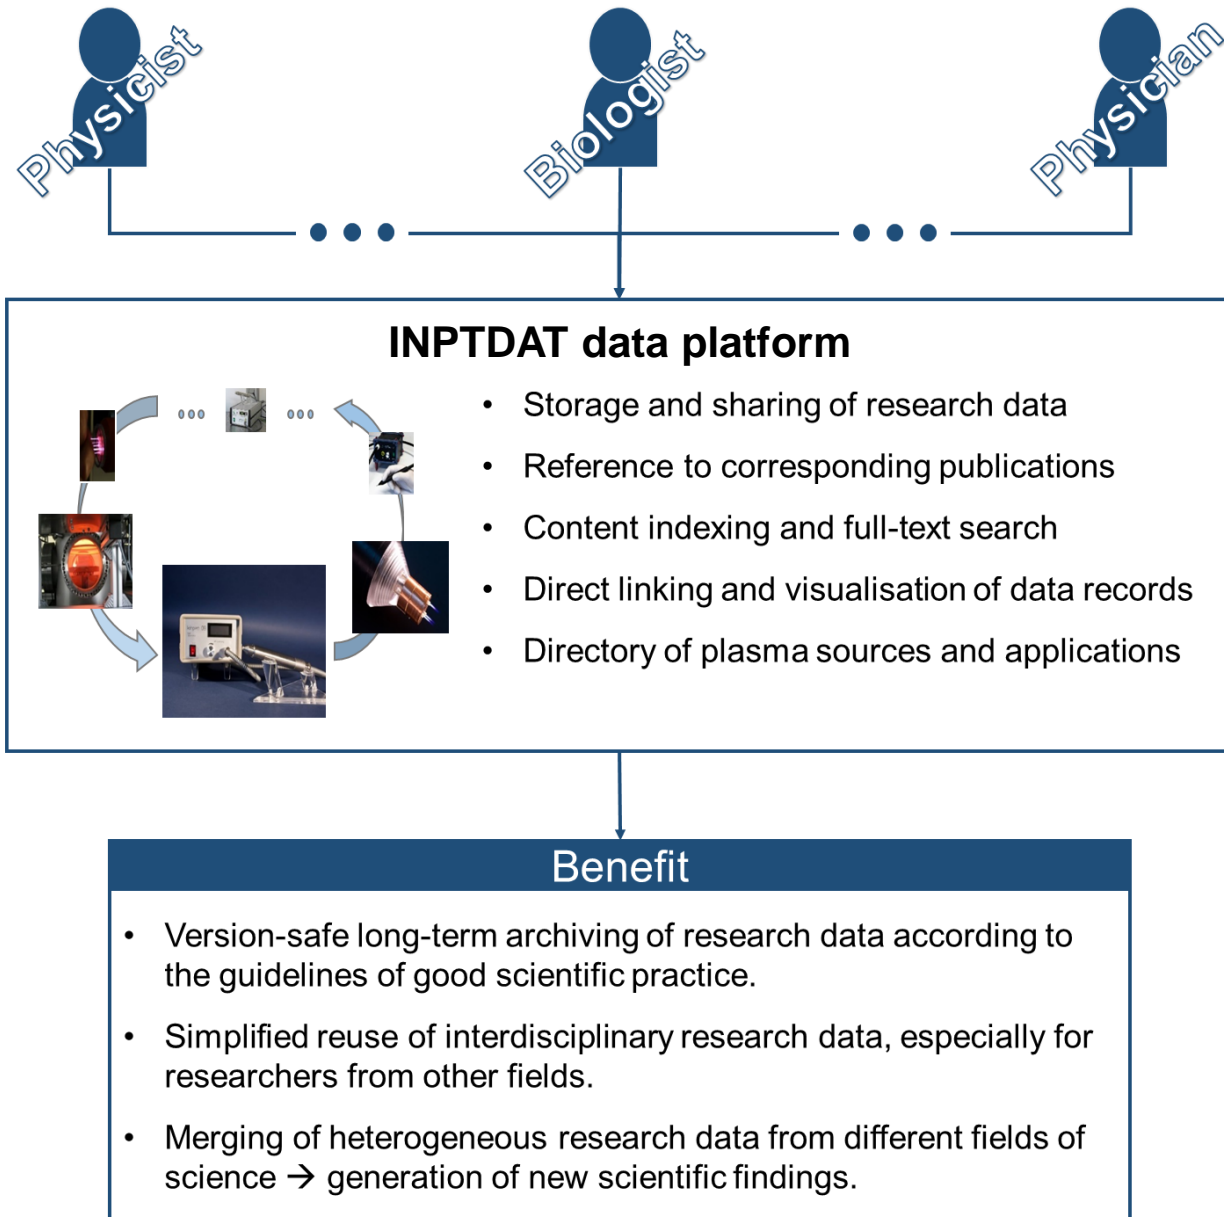 Physicist
Biologist
Physician
INPTDAT data platform
• Storage and sharing of research data
• Reference to corresponding publications
• Content indexing and full-text search
• Direct linking and visualisation of data records
• Directory of plasma sources and applications
Benefit
• Version-safe long-term archiving of research data according to
the guidelines of good scientific practice.
• Simplified reuse of interdisciplinary research data, especially for
researchers from other fields.
• Merging of heterogeneous research data from different fields of
science → generation of new scientific findings.